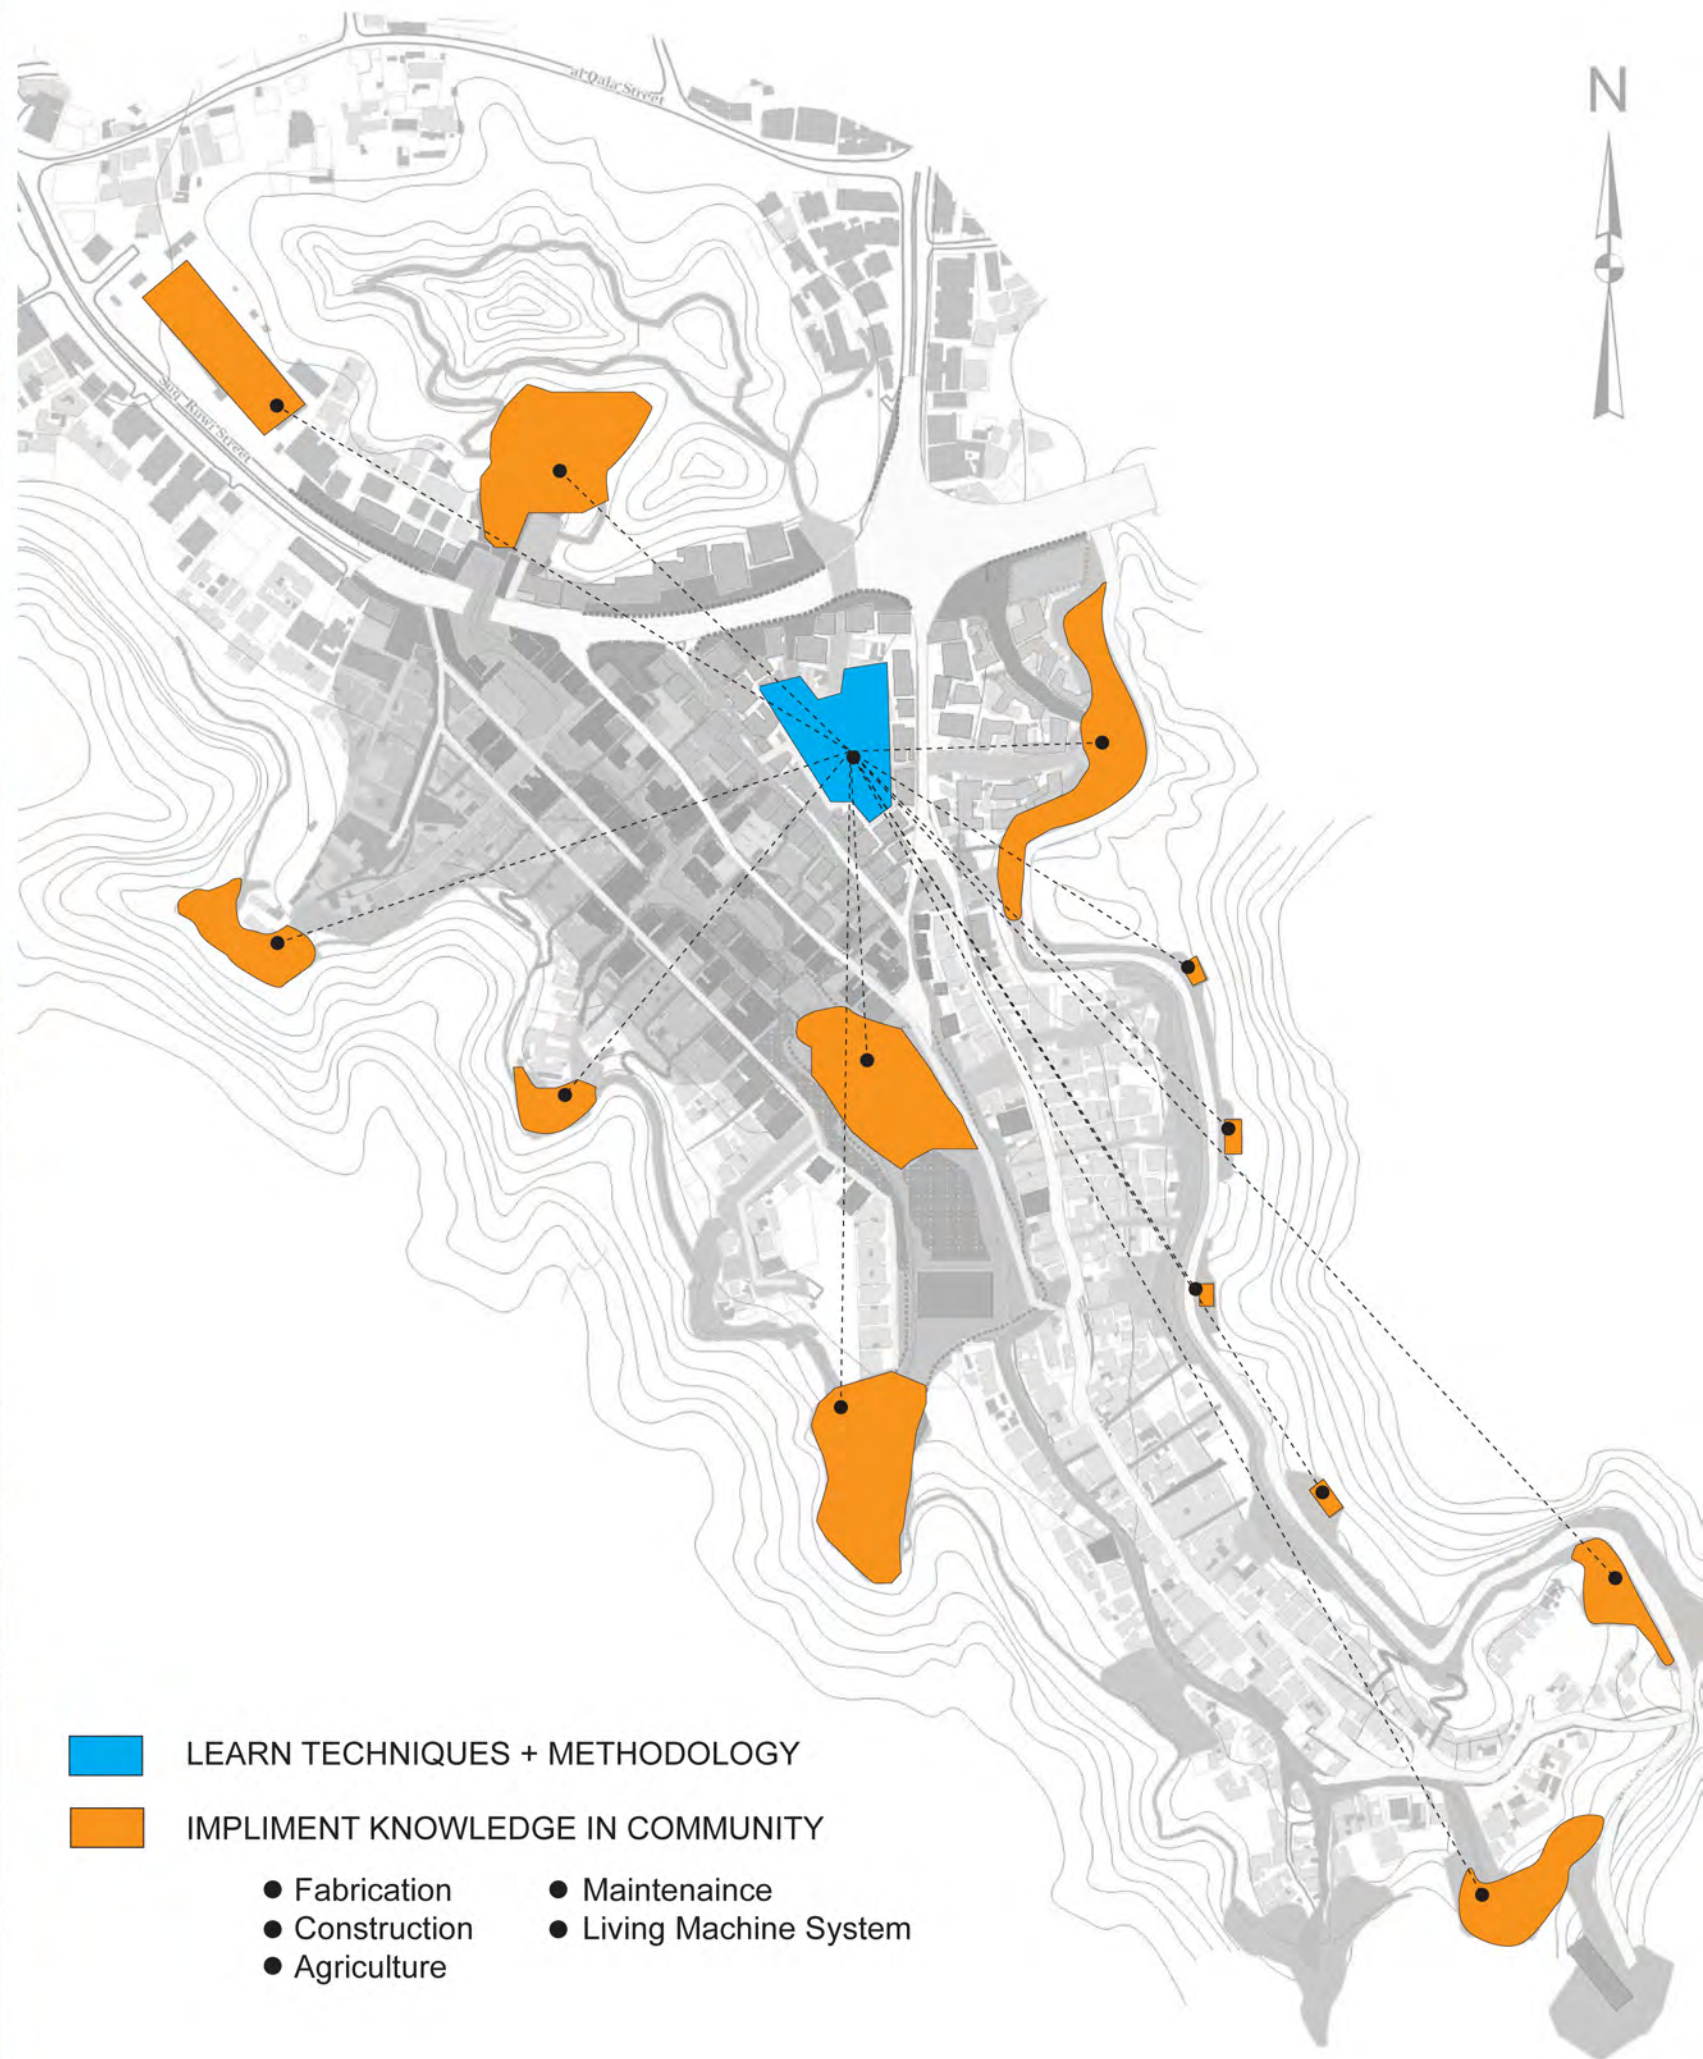 al Qala Street
N
Suq Ruwi Street
LEARN TECHNIQUES + METHODOLOGY
IMPLIMENT KNOWLEDGE IN COMMUNITY
Fabrication
Maintenaince
Construction
Living Machine System
Agriculture